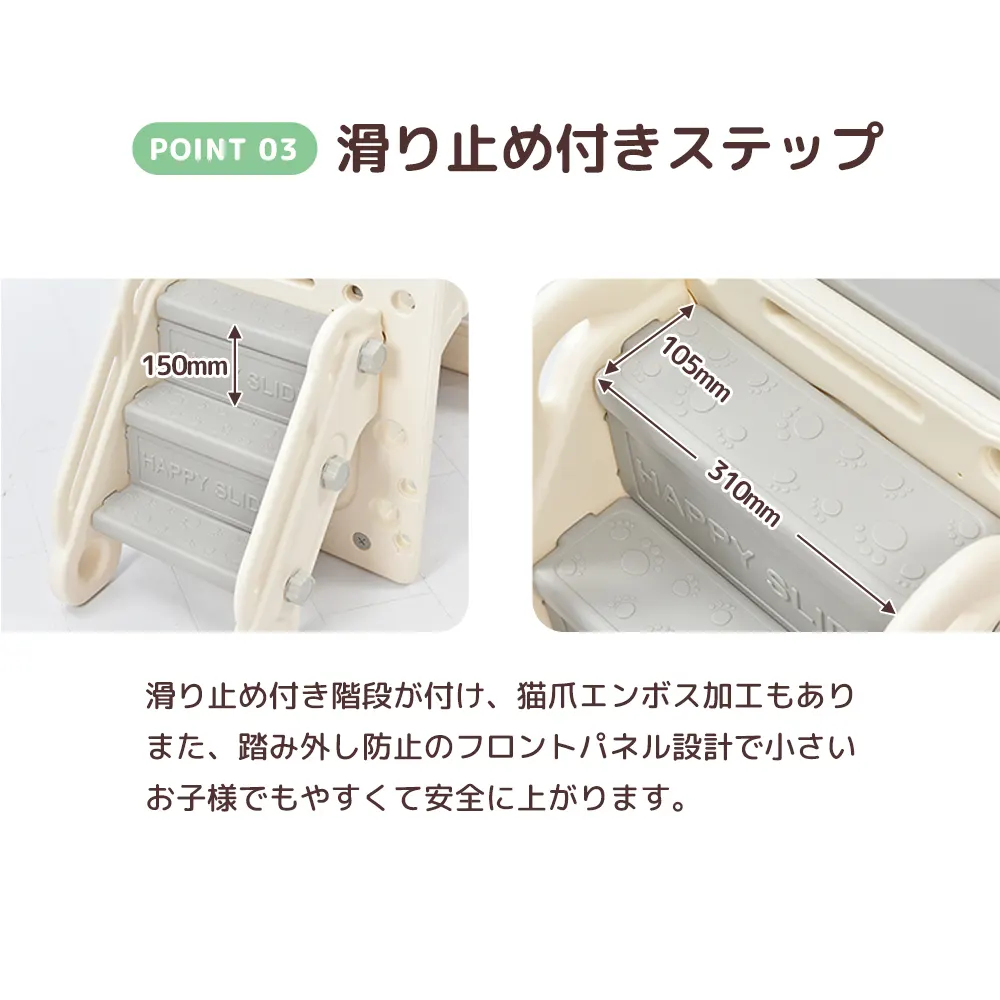 POINT 03 滑り止め付きステップ
150mm
SLID
HAPPY SLID
105mm
310mm
HAPPY SLID
滑り止め付き階段が付け、猫爪エンボス加工もあり
また、踏み外し防止のフロントパネル設計で小さい
お子様でもやすくて安全に上がります。